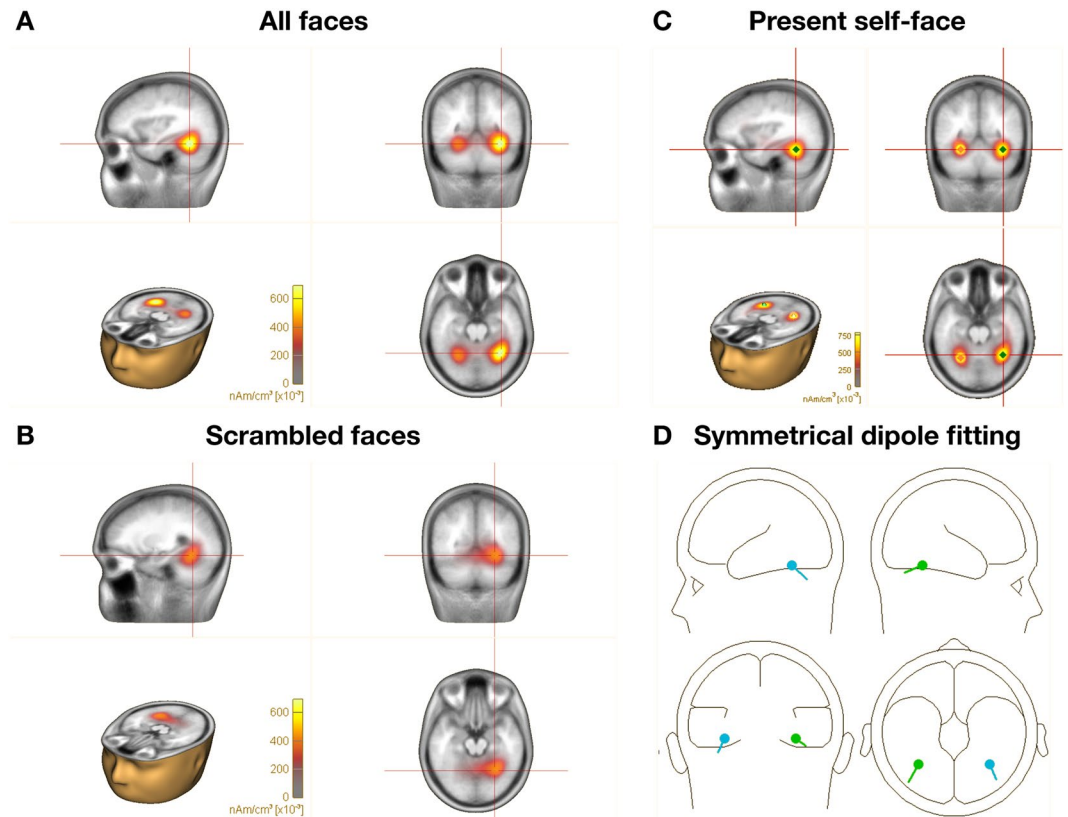 A All faces
600
400
200
0
nAm/cm³ [x10⁻³]
B Scrambled faces
600
400
200
0
nAm/cm³ [x10⁻³]
C Present self-face
750
500
250
0
nAm/cm³ [x10⁻³]
D Symmetrical dipole fitting